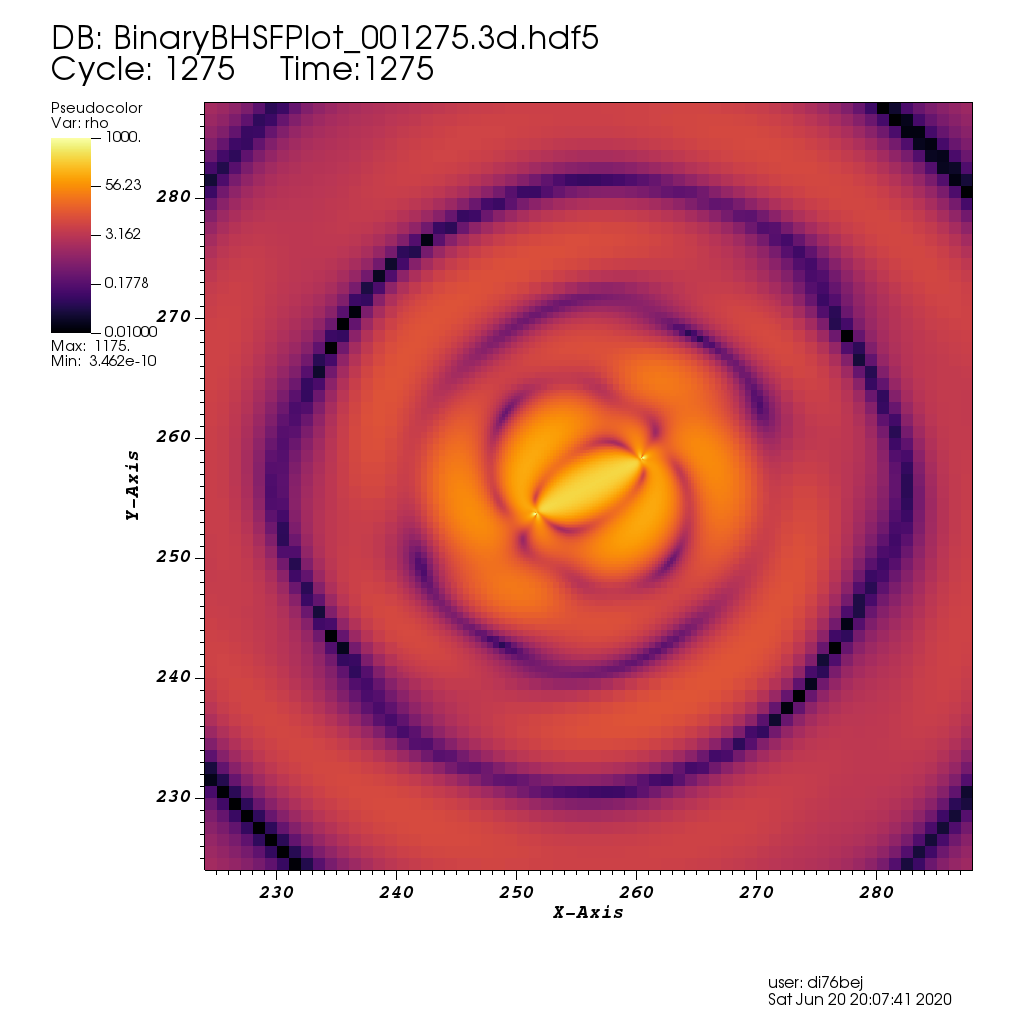 DB: BinaryBHSFPlot_001275.3d.hdf5
Cycle: 1275 Time:1275
Pseudocolor
Var: rho
1000.
56.23
3.162
0.1778
0.01000
Max: 1175.
Min: 3.462e-10
280
270
260
250
240
230
Y-Axis
230 240 250 260 270 280
X-Axis
user: di76bej
Sat Jun 20 20:07:41 2020